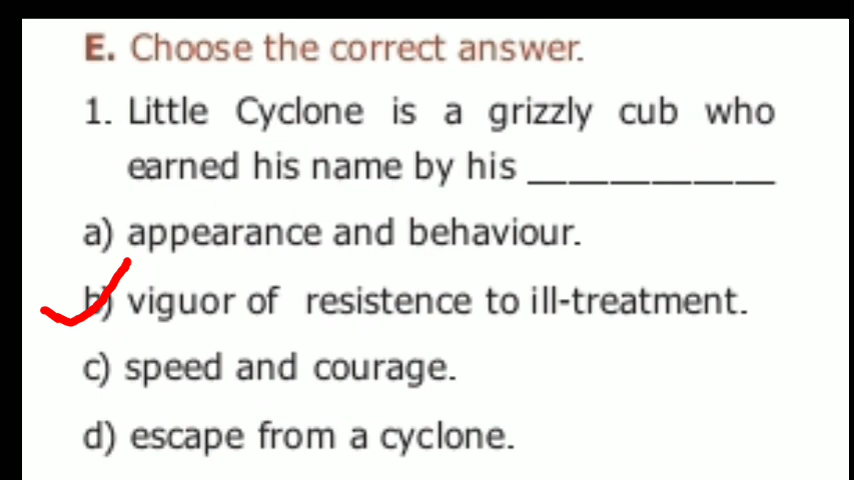 E. Choose the correct answer.
1. Little Cyclone is a grizzly cub who
earned his name by his ____________
a) appearance and behaviour.
b) viguor of resistence to ill-treatment.
c) speed and courage.
d) escape from a cyclone.